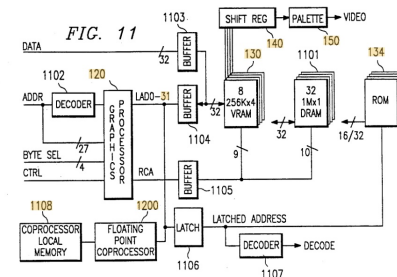 FIG. 11
1103
SHIFT REG
PALETTE
VIDEO
DATA
32
BUFFER
140
150
130
1101
134
1102
120
ADDR
DECODER
GRAPHICS PROCESSOR
LAD0-31
BUFFER
1104
32
8
256Kx4
VRAM
32
32
1Mx1
DRAM
16/32
ROM
27
BYTE SEL
4
9
10
CTRL
RCA
BUFFER
1105
1108
1200
COPROCESSOR
LOCAL
MEMORY
FLOATING
POINT
COPROCESSOR
LATCH
1106
LATCHED ADDRESS
DECODER
DECODE
1107